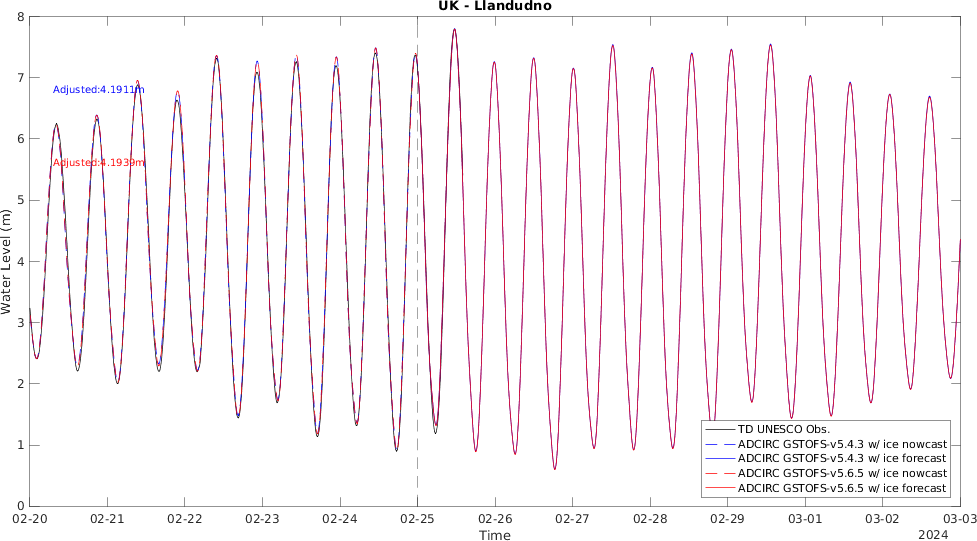 UK - Llandudno
8
7
6
5
4
3
2
1
0
Water Level (m)
Adjusted:4.1911m
Adjusted:4.1939m
TD UNESCO Obs.
ADCIRC GSTOFS-v5.4.3 w/ ice nowcast
ADCIRC GSTOFS-v5.4.3 w/ ice forecast
ADCIRC GSTOFS-v5.6.5 w/ ice nowcast
ADCIRC GSTOFS-v5.6.5 w/ ice forecast
02-20 02-21 02-22 02-23 02-24 02-25 02-26 02-27 02-28 02-29 03-01 03-02 03-03
Time
2024